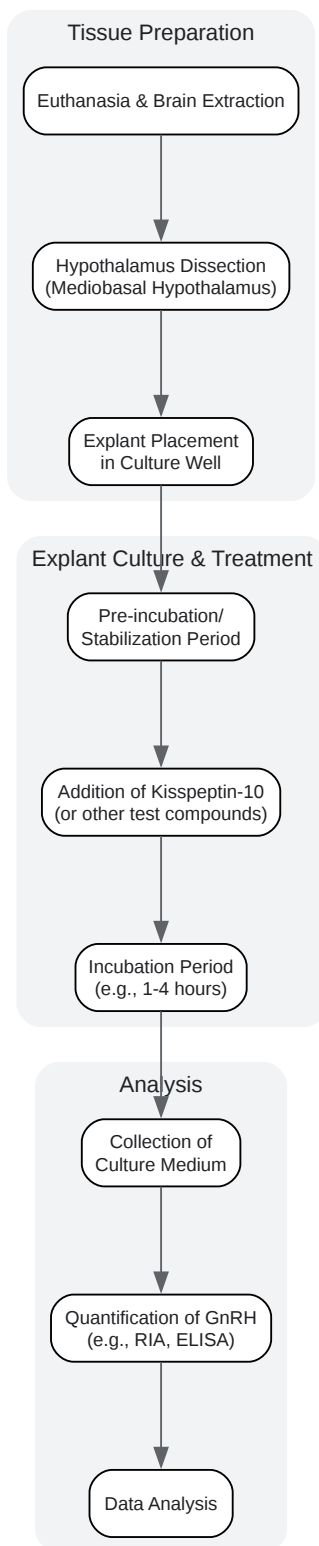 Tissue Preparation
Euthanasia & Brain Extraction
Hypothalamus Dissection
(Mediobasal Hypothalamus)
Explant Placement
in Culture Well
Explant Culture & Treatment
Pre-incubation/
Stabilization Period
Addition of Kisspeptin-10
(or other test compounds)
Incubation Period
(e.g., 1-4 hours)
Analysis
Collection of
Culture Medium
Quantification of GnRH
(e.g., RIA, ELISA)
Data Analysis